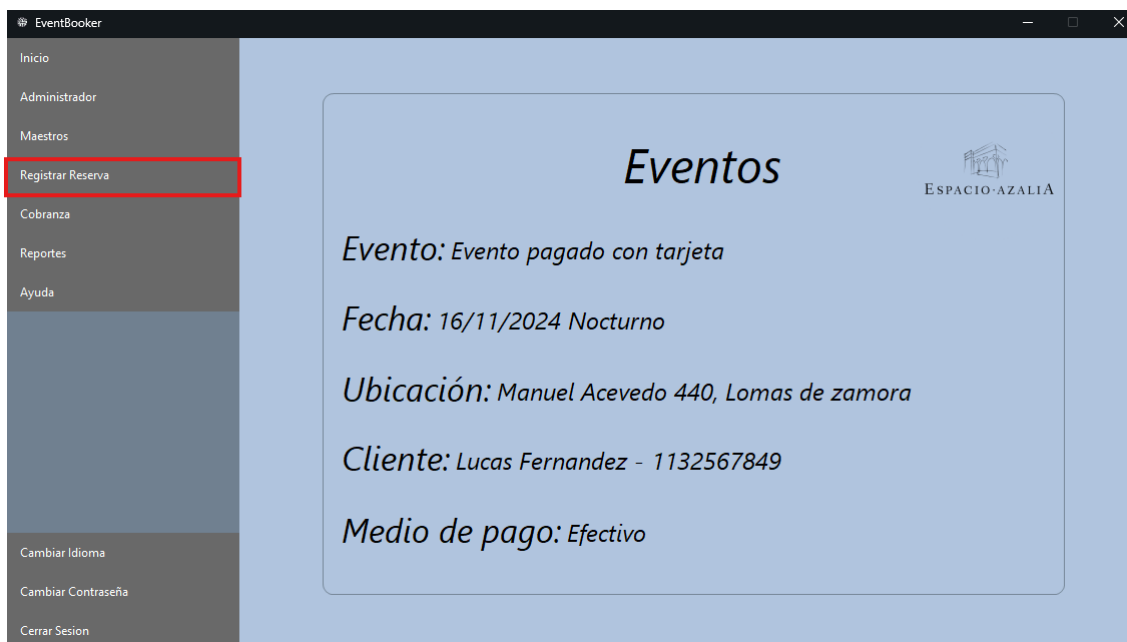 EventBooker
Inicio
Administrador
Maestros
Registrar Reserva
Cobranza
Reportes
Ayuda
Cambiar Idioma
Cambiar Contraseña
Cerrar Sesion
Eventos
ESPACIO·AZALIA
Evento: Evento pagado con tarjeta
Fecha: 16/11/2024 Nocturno
Ubicación: Manuel Acevedo 440, Lomas de zamora
Cliente: Lucas Fernandez - 1132567849
Medio de pago: Efectivo